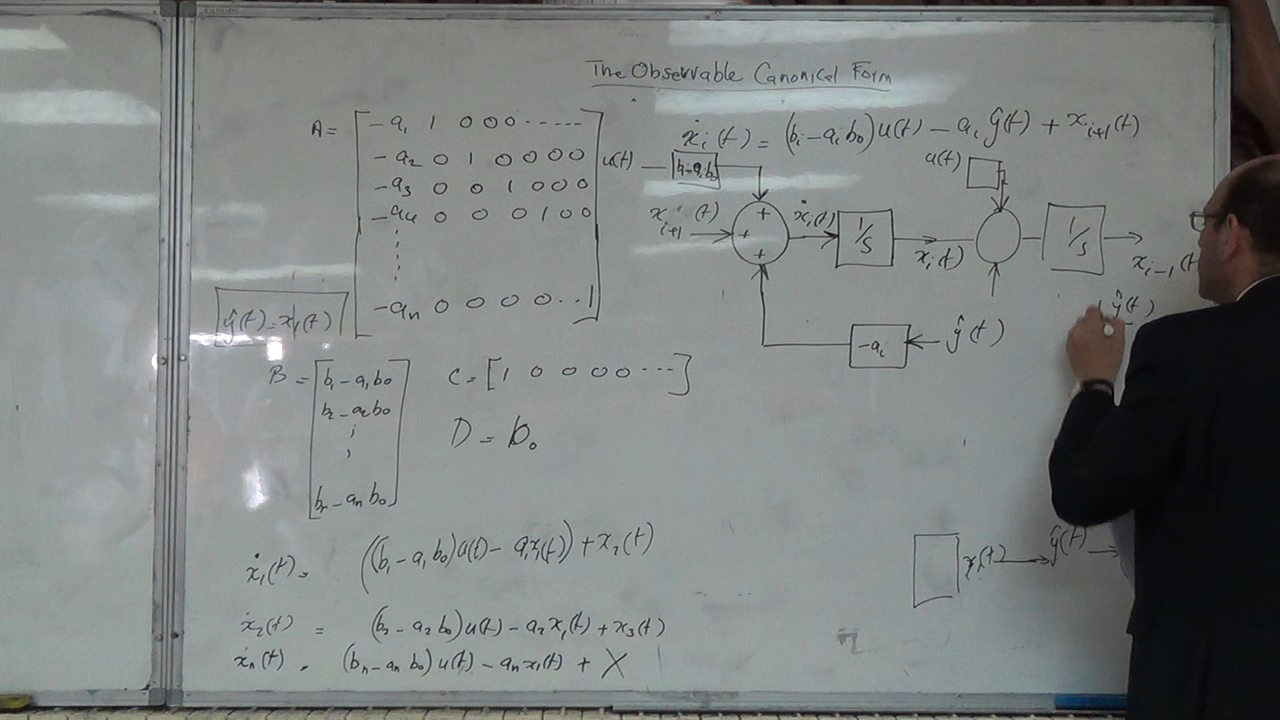 The Observable Canonical Form
A = [ -a₁ 1 0 0 0 ------
-a₂ 0 1 0 0 0 0
-a₃ 0 0 1 0 0 0
-a₄ 0 0 0 1 0 0
-aₙ 0 0 0 0 . . 1 ]
ŷ(t) = x₁(t)
B = [ b₁ - a₁b₀
b₂ - a₂b₀
bₙ - aₙb₀ ]
C = [ 1 0 0 0 0 --- ]
D = b₀
ẋ₁(t) = ((b₁ - a₁b₀)u(t) - a₁x₁(t)) + x₂(t)
ẋ₂(t) = (b₂ - a₂b₀)u(t) - a₂x₁(t) + x₃(t)
ẋₙ(t) = (bₙ - aₙb₀)u(t) - aₙx₁(t) + X
ẋᵢ(t) = (bᵢ - aᵢb₀)u(t) - aᵢŷ(t) + xᵢ₊₁(t)
u(t) bᵢ-aᵢb₀
u(t)
xᵢ₊₁(t) + + + ẋᵢ(t) 1/s xᵢ(t) 1/s xᵢ₋₁(t
-aᵢ ŷ(t)
ŷ(t)
x₁(t) ŷ(t)